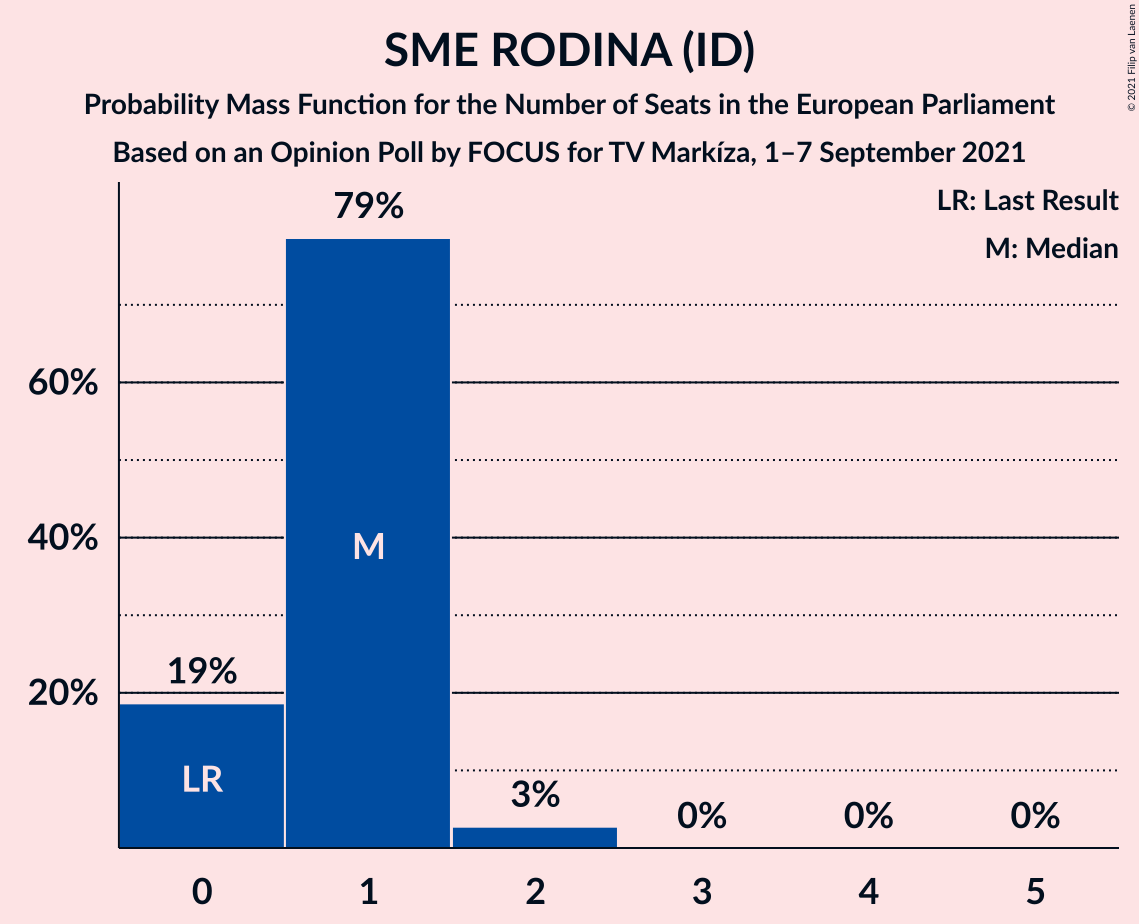 SME RODINA (ID)
Probability Mass Function for the Number of Seats in the European Parliament
Based on an Opinion Poll by FOCUS for TV Markíza, 1–7 September 2021
© 2021 Filip van Laenen
LR: Last Result
M: Median
79%
60%
40%
M
19%
20%
LR
3%
0%
0%
0%
0 1 2 3 4 5